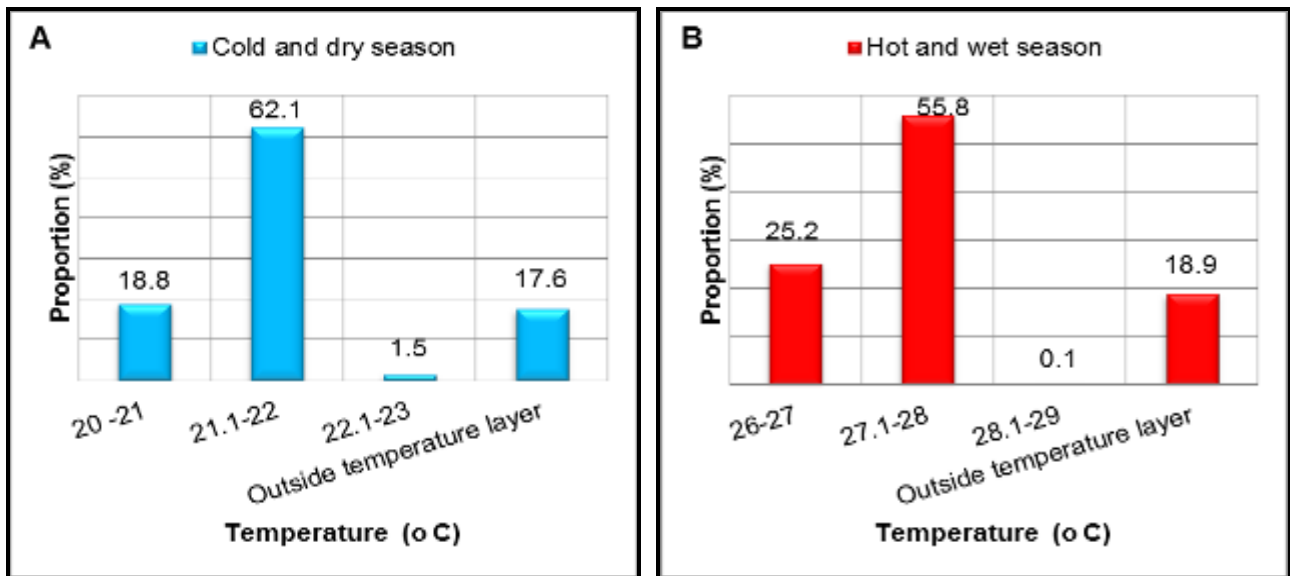 A
Cold and dry season
Proportion (%)
62.1
18.8
17.6
1.5
20 -21
21.1-22
22.1-23
Outside temperature layer
Temperature (o C)
B
Hot and wet season
Proportion (%)
55.8
25.2
18.9
0.1
26-27
27.1-28
28.1-29
Outside temperature layer
Temperature (o C)